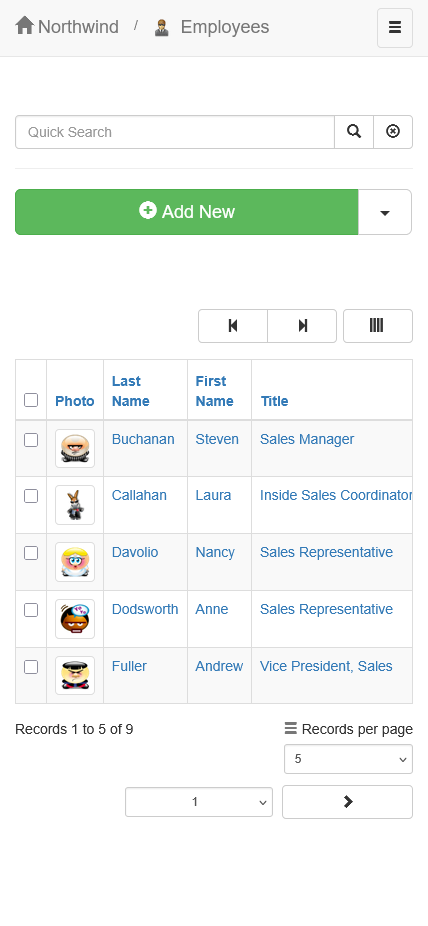 Northwind / Employees
Quick Search
Add New
Photo Last Name First Name Title
Buchanan Steven Sales Manager
Callahan Laura Inside Sales Coordinator
Davolio Nancy Sales Representative
Dodsworth Anne Sales Representative
Fuller Andrew Vice President, Sales
Records 1 to 5 of 9 Records per page
5
1